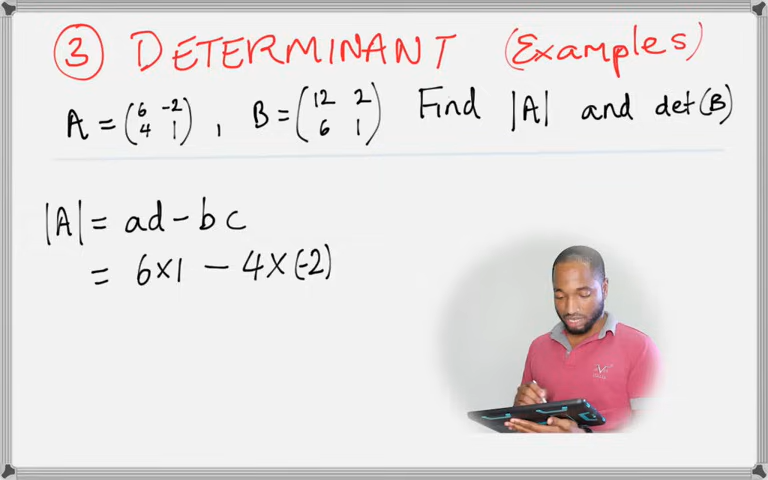 ③ DETERMINANT (Examples)
A = (6 -2 4 1) , B = (12 2 6 1) Find |A| and det(B)
|A| = ad - bc
= 6×1 - 4×(-2)